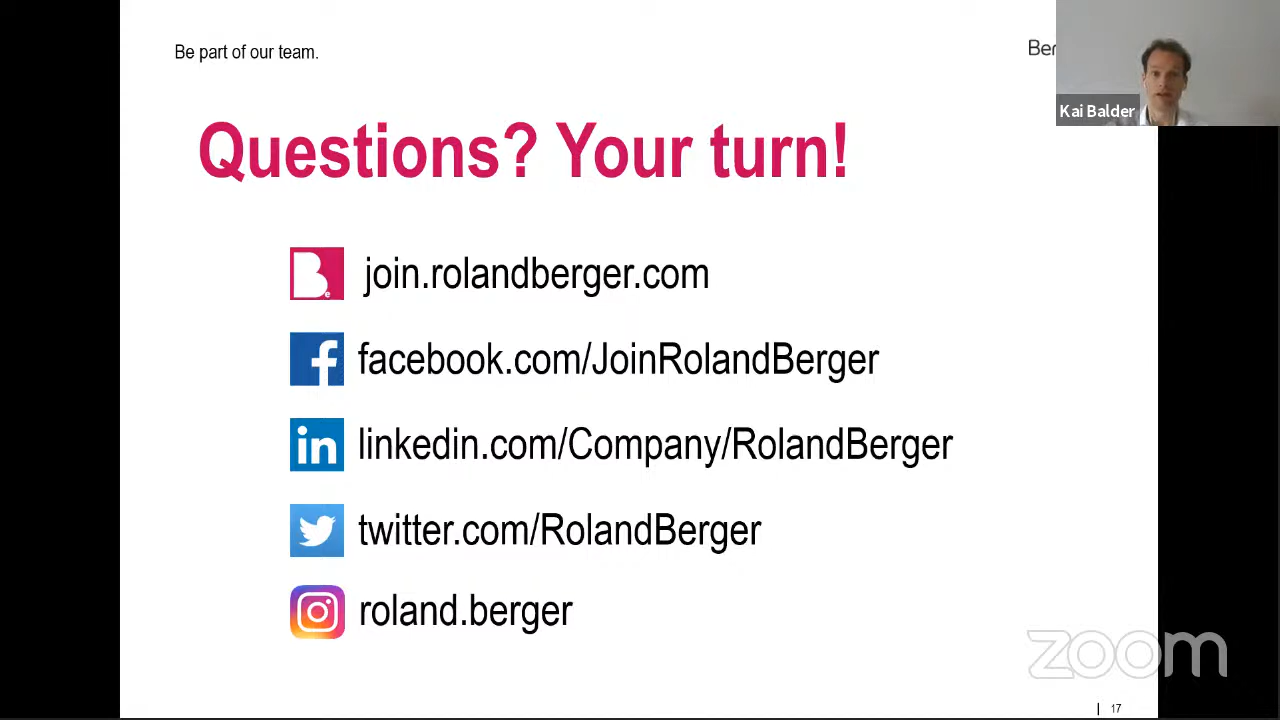 Be part of our team.
Ber
Kai Balder
Questions? Your turn!
B
e
join.rolandberger.com
f
facebook.com/JoinRolandBerger
in
linkedin.com/Company/RolandBerger
twitter.com/RolandBerger
roland.berger
zoom
17